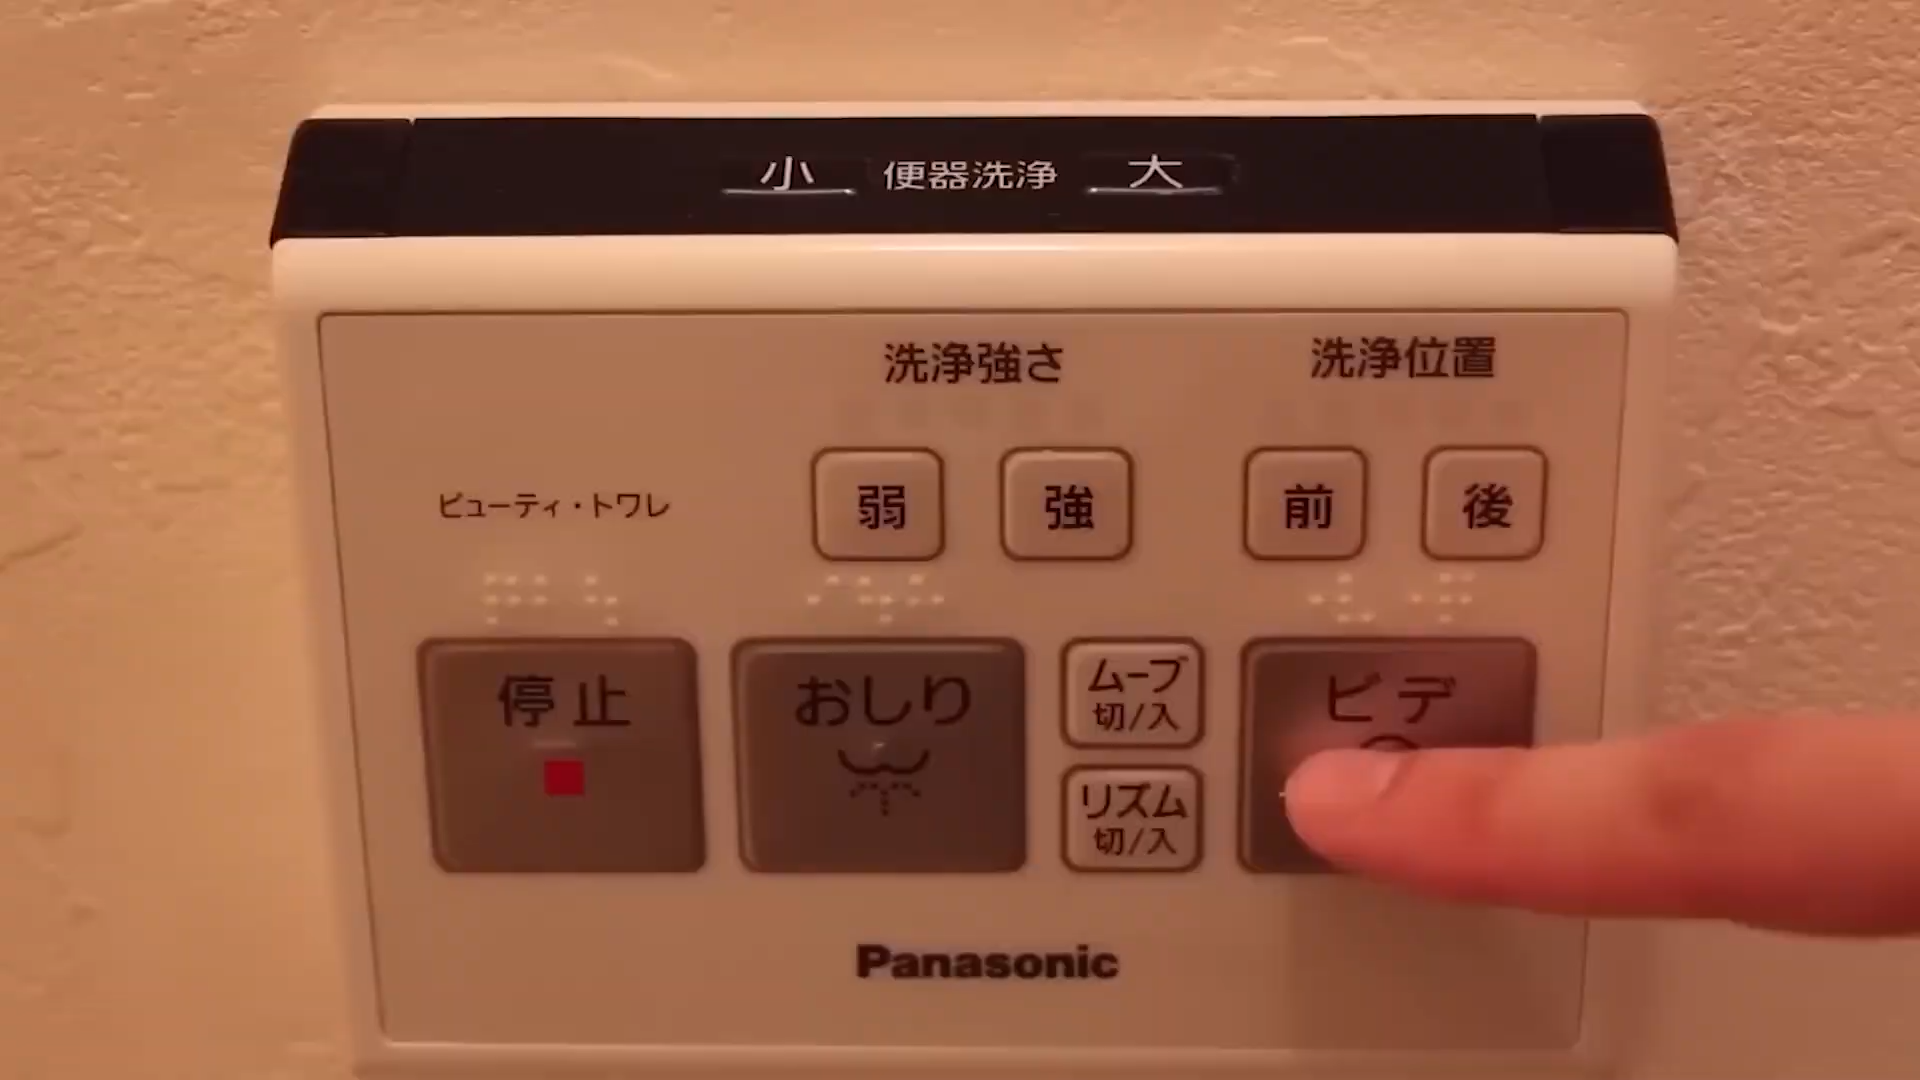 小 便器洗浄 大
洗浄強さ 洗浄位置
ビューティ・トワレ 弱 強 前 後
停止 おしり ムーブ 切/入 ビデ
リズム 切/入
Panasonic